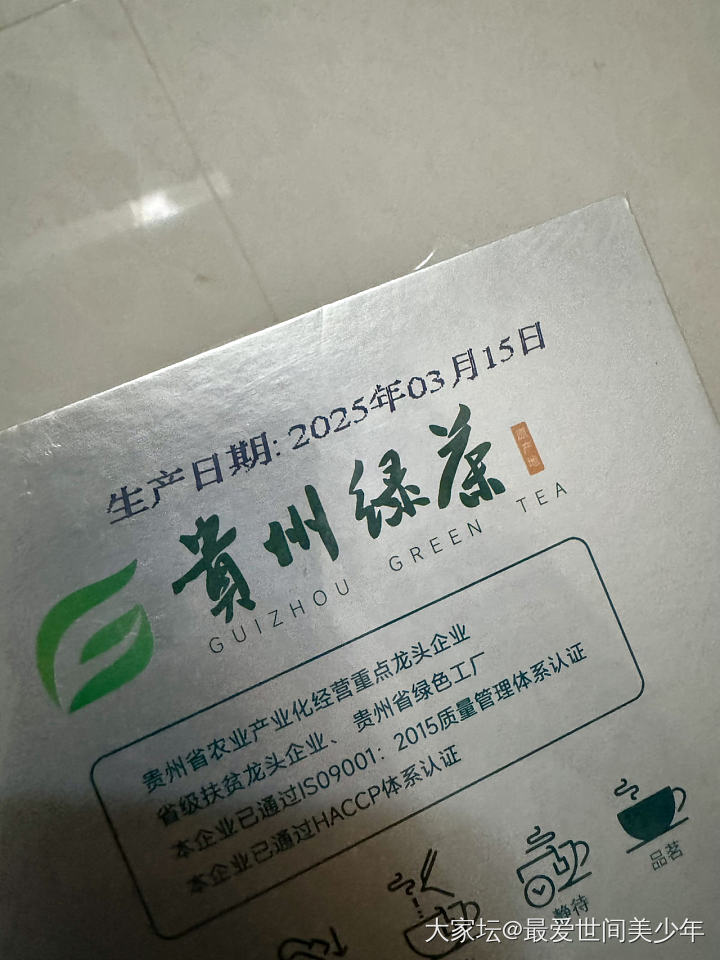 生产日期: 2025年03月15日
贵州绿茶
原产地
GUIZHOU GREEN TEA
贵州省农业产业化经营重点龙头企业
省级扶贫龙头企业、贵州省绿色工厂
本企业已通过ISO9001：2015质量管理体系认证
本企业已通过HACCP体系认证
静待
品茗
大家坛@最爱世间美少年